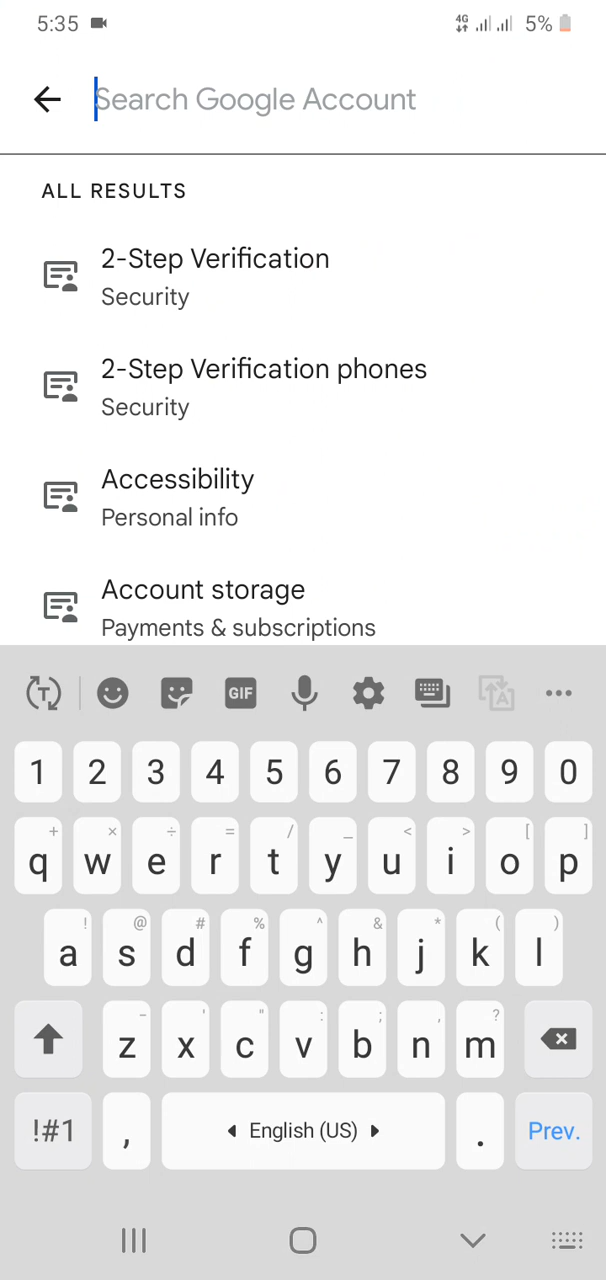 5:35 4G 5%
Search Google Account
ALL RESULTS
2-Step Verification
Security
2-Step Verification phones
Security
Accessibility
Personal info
Account storage
Payments & subscriptions
T GIF A
1 2 3 4 5 6 7 8 9 0
+ × ÷ = / _ < > [ ]
q w e r t y u i o p
! @ # % ^ & * ( )
a s d f g h j k l
- ' " : ; , ?
z x c v b n m
!#1 , English (US) . Prev.